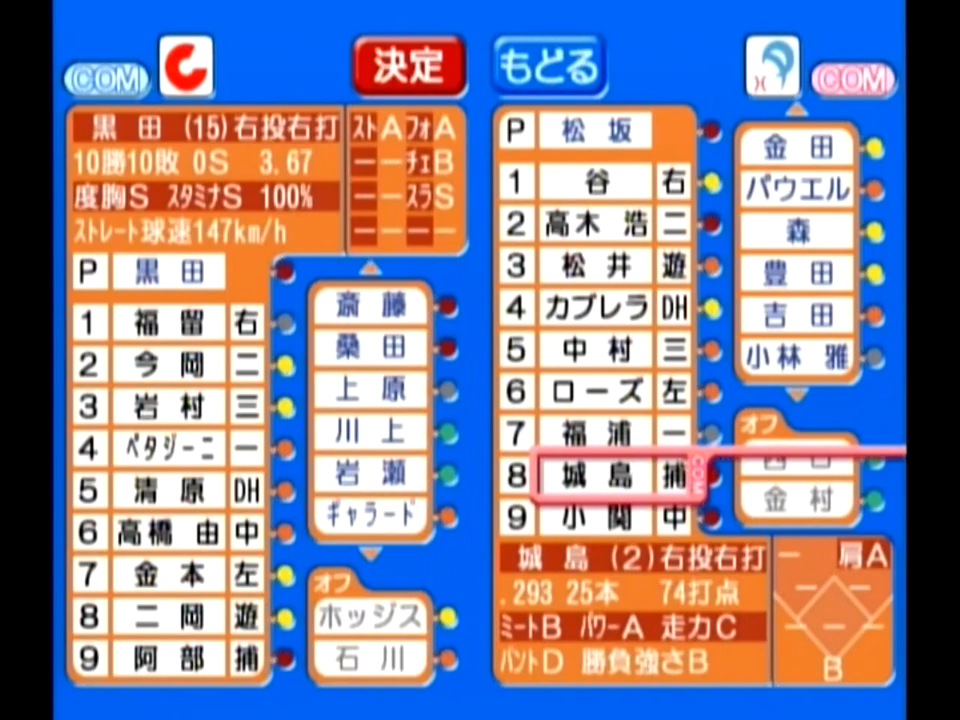 COM
決定
もどる
COM
黒田 (15)右投右打
10勝10敗 0S 3.67
度胸S スタミナS 100%
ストレート球速147km/h
ストA フォA
ーー チェB
ーー スラS
ーー ーー
P 黒田
1 福留 右
2 今岡 二
3 岩村 三
4 ペタジーニ 一
5 清原 DH
6 高橋 由 中
7 金本 左
8 二岡 遊
9 阿部 捕
斎藤
桑田
上原
川上
岩瀬
ギャラード
オフ
ホッジス
石川
P 松坂
1 谷 右
2 高木 浩 二
3 松井 遊
4 カブレラ DH
5 中村 三
6 ローズ 左
7 福浦 一
8 城島 捕
COM
9 小関 中
金田
パウエル
森
豊田
吉田
小林 雅
オフ
金村
城島 (2)右投右打
.293 25本 74打点
ミートB パワーA 走力C
バントD 勝負強さB
ー 肩A
ー
ー ー ー
B